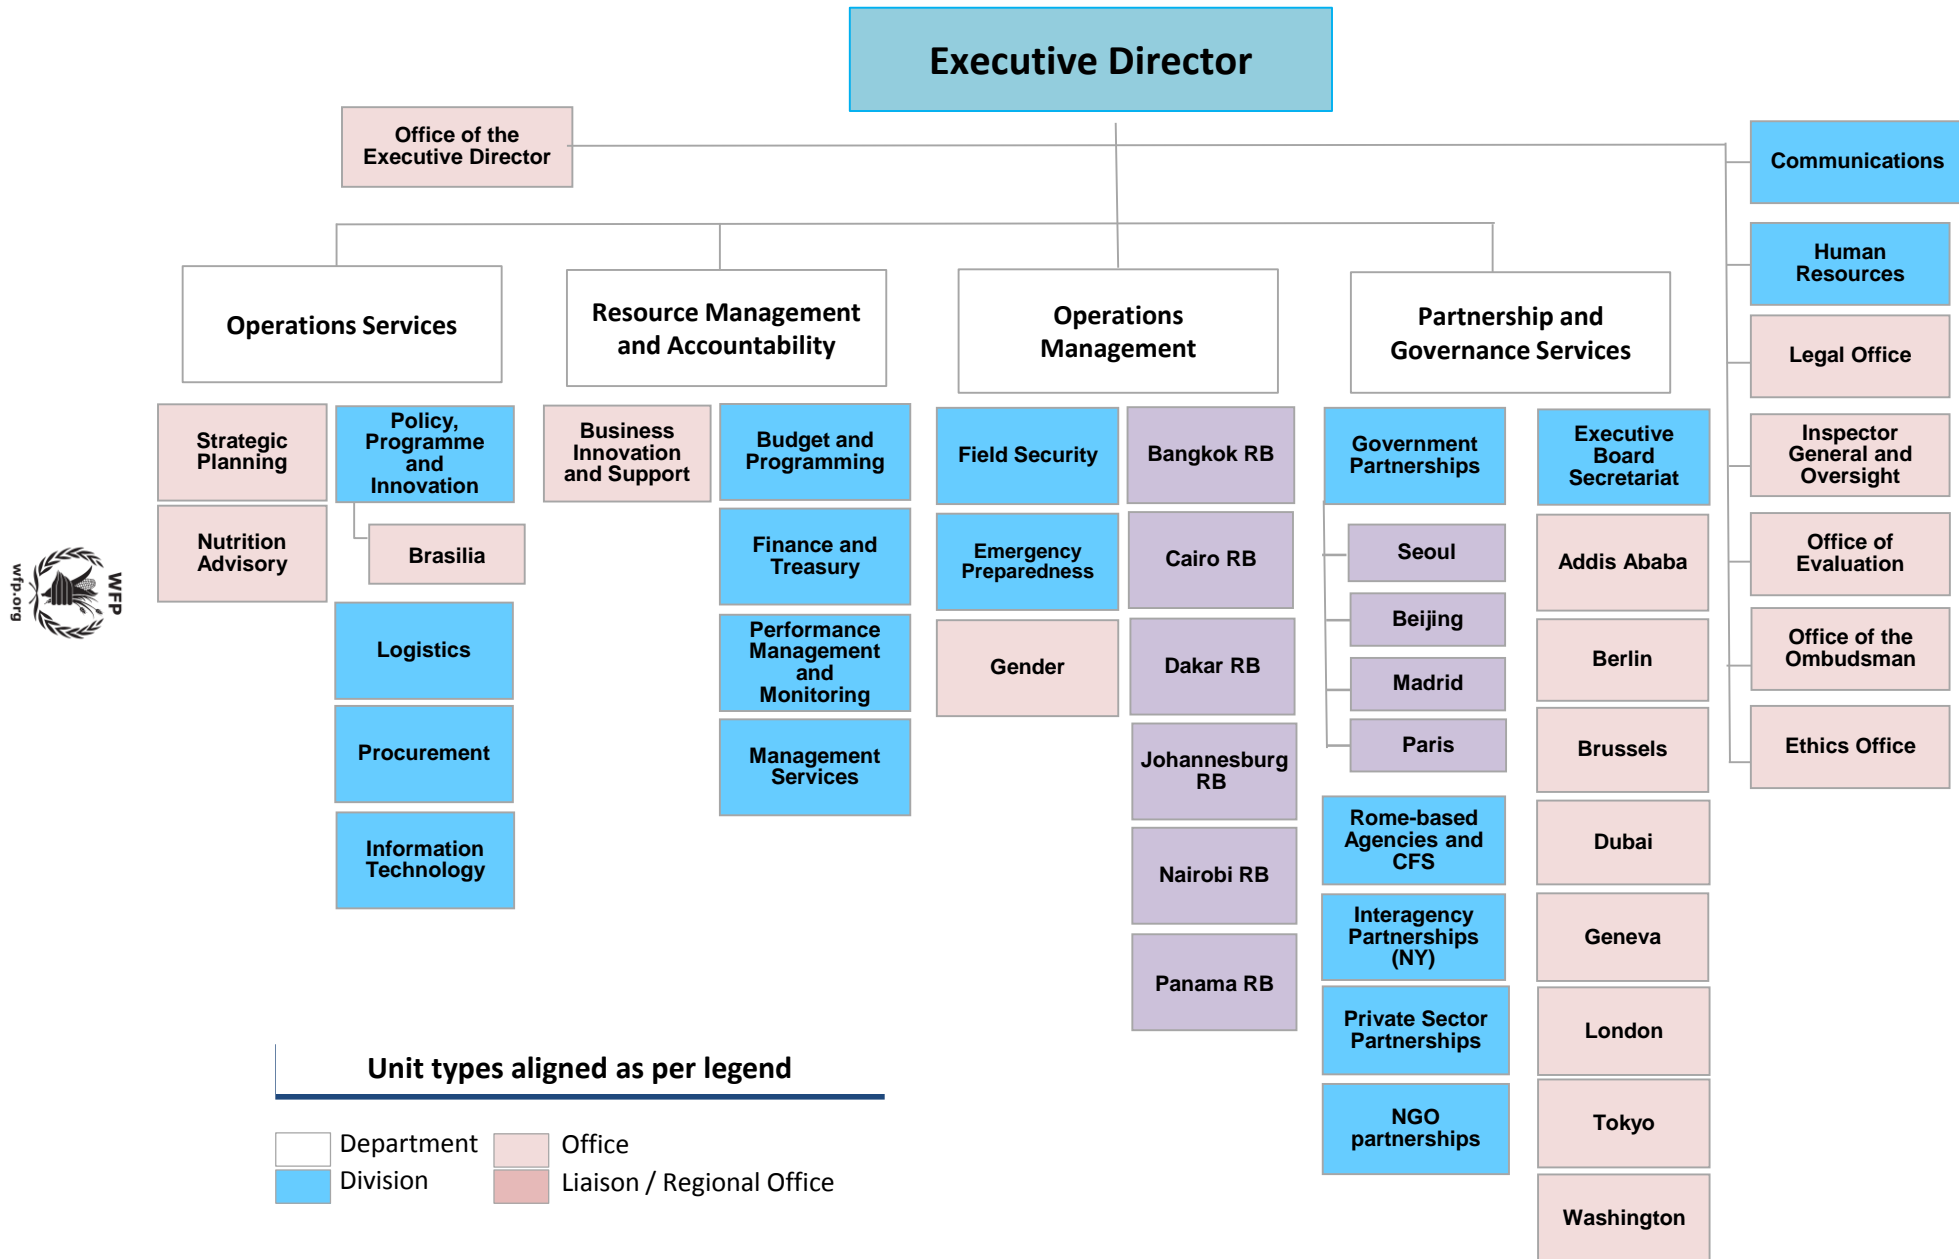 Executive Director
Office of the
Executive Director
Communications
Human
Resources
Legal Office
Inspector
General and
Oversight
Office of
Evaluation
Office of the
Ombudsman
Ethics Office
Operations Services
Strategic
Planning
Nutrition
Advisory
Policy,
Programme
and
Innovation
Brasilia
Logistics
Procurement
Information
Technology
Resource Management
and Accountability
Business
Innovation
and Support
Budget and
Programming
Finance and
Treasury
Performance
Management
and
Monitoring
Management
Services
Operations
Management
Field Security
Emergency
Preparedness
Gender
Bangkok RB
Cairo RB
Dakar RB
Johannesburg
RB
Nairobi RB
Panama RB
Partnership and
Governance Services
Government
Partnerships
Seoul
Beijing
Madrid
Paris
Rome-based
Agencies and
CFS
Interagency
Partnerships
(NY)
Private Sector
Partnerships
NGO
partnerships
Executive
Board
Secretariat
Addis Ababa
Berlin
Brussels
Dubai
Geneva
London
Tokyo
Washington
WFP
wfp.org
Unit types aligned as per legend
Department
Office
Division
Liaison / Regional Office